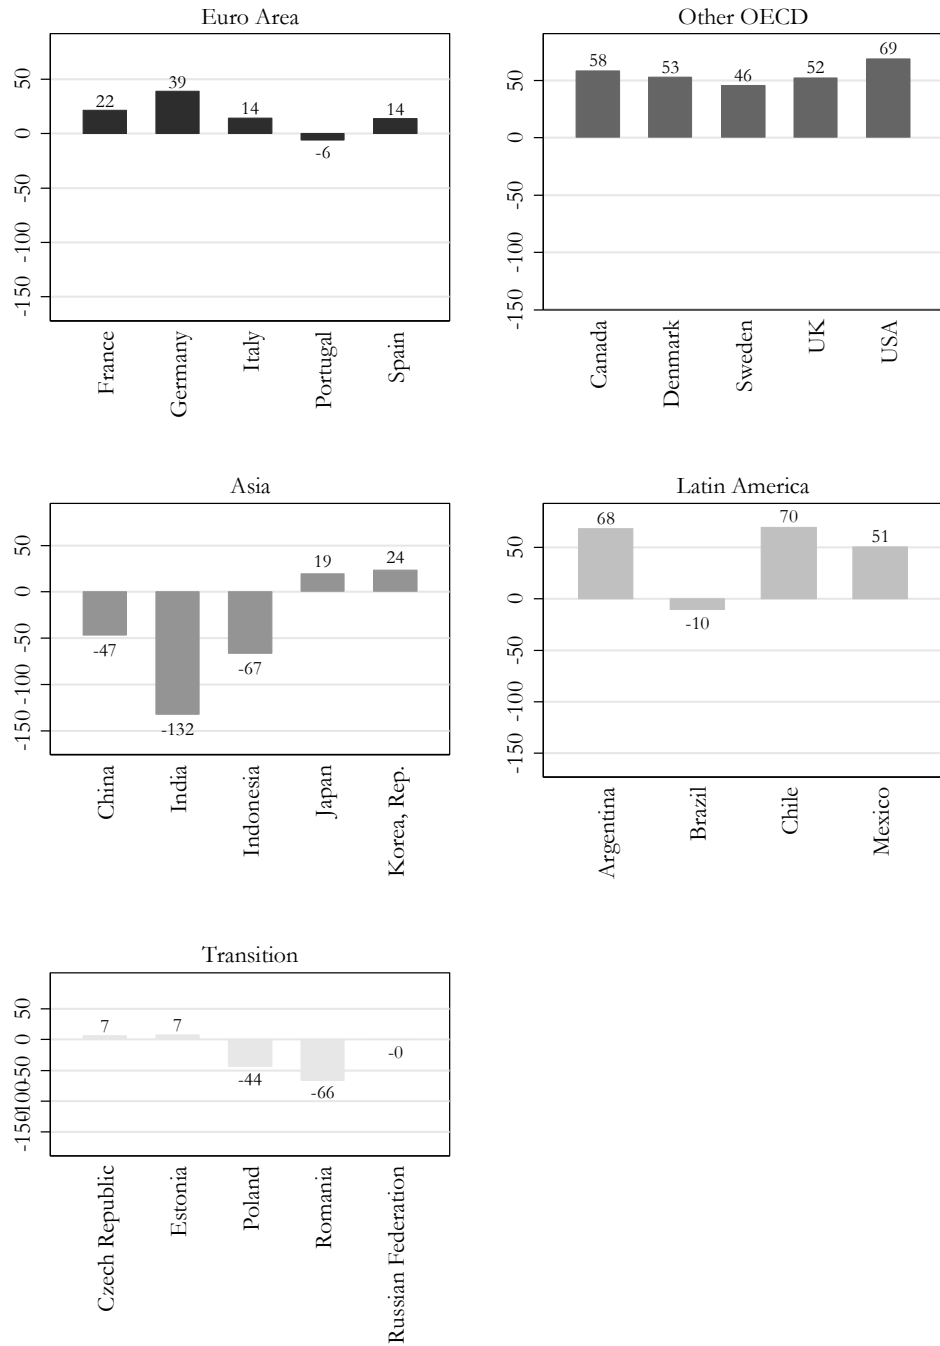 Euro Area
50
0
-50
-100
-150
22
39
14
-6
14
France
Germany
Italy
Portugal
Spain
Other OECD
50
0
-50
-100
-150
58
53
46
52
69
Canada
Denmark
Sweden
UK
USA
Asia
50
0
-50
-100
-150
-47
-132
-67
19
24
China
India
Indonesia
Japan
Korea, Rep.
Latin America
50
0
-50
-100
-150
68
-10
70
51
Argentina
Brazil
Chile
Mexico
Transition
50
0
-50
-100
-150
7
7
-44
-66
-0
Czech Republic
Estonia
Poland
Romania
Russian Federation